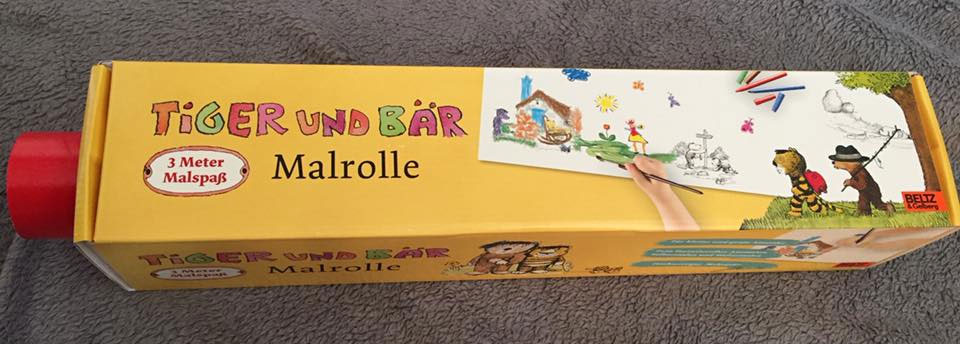 TiGER UND BÄR
3 Meter
Malspaß
Malrolle
BELTZ
& Gelberg
TiGER UND BÄR
3 Meter
Malspaß
Malrolle